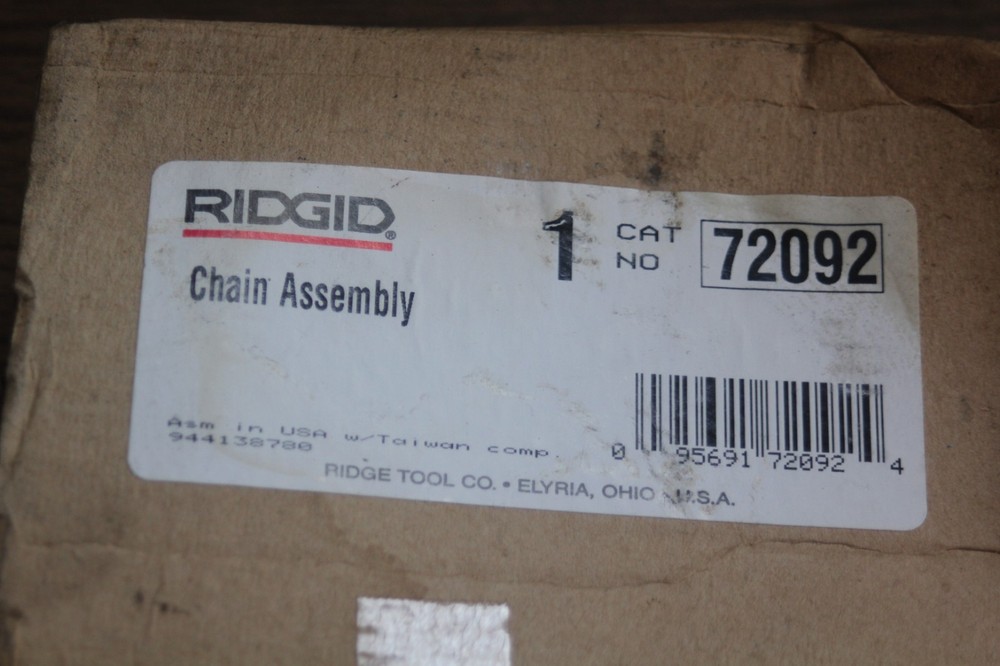 RIDGID®
1 CAT NO 72092
Chain Assembly
Asm in USA w/Taiwan comp.
944138780
0 95691 72092 4
RIDGE TOOL CO. • ELYRIA, OHIO U.S.A.